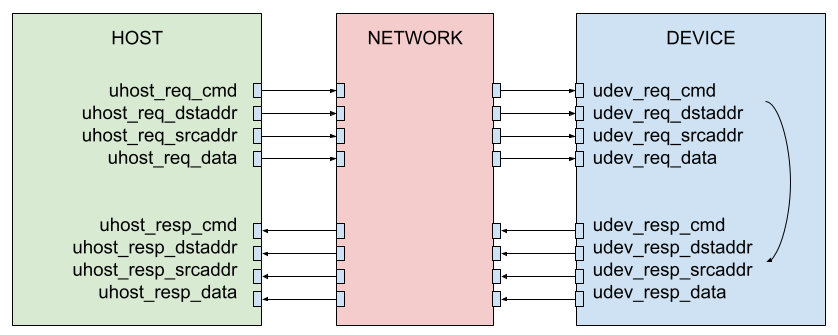 HOST
uhost_req_cmd
uhost_req_dstaddr
uhost_req_srcaddr
uhost_req_data
uhost_resp_cmd
uhost_resp_dstaddr
uhost_resp_srcaddr
uhost_resp_data
NETWORK
DEVICE
udev_req_cmd
udev_req_dstaddr
udev_req_srcaddr
udev_req_data
udev_resp_cmd
udev_resp_dstaddr
udev_resp_srcaddr
udev_resp_data